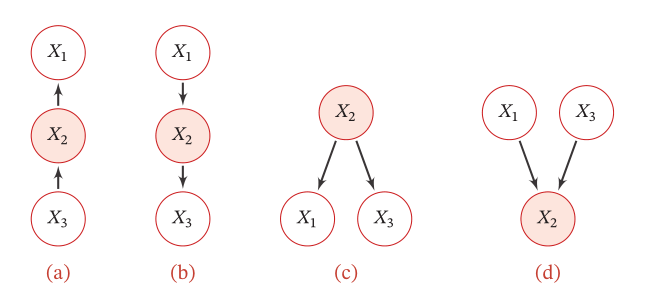 X₁
X₂
X₃
(a)
X₁
X₂
X₃
(b)
X₂
X₁ X₃
(c)
X₁ X₃
X₂
(d)